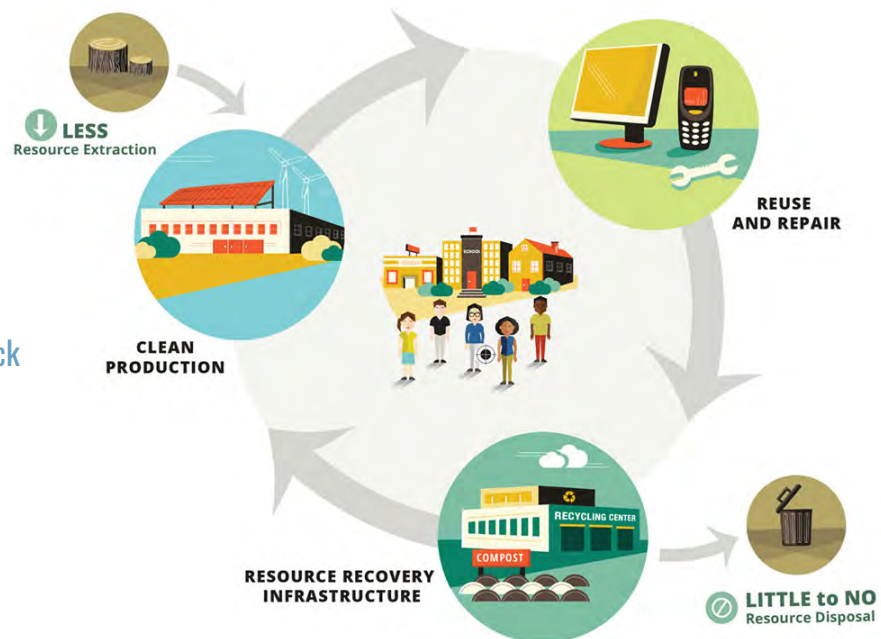 LESS
Resource Extraction
SCHOOL
REUSE
AND REPAIR
CLEAN
PRODUCTION
ck
RECYCLING CENTER
COMPOST
RESOURCE RECOVERY
INFRASTRUCTURE
LITTLE to NO
Resource Disposal